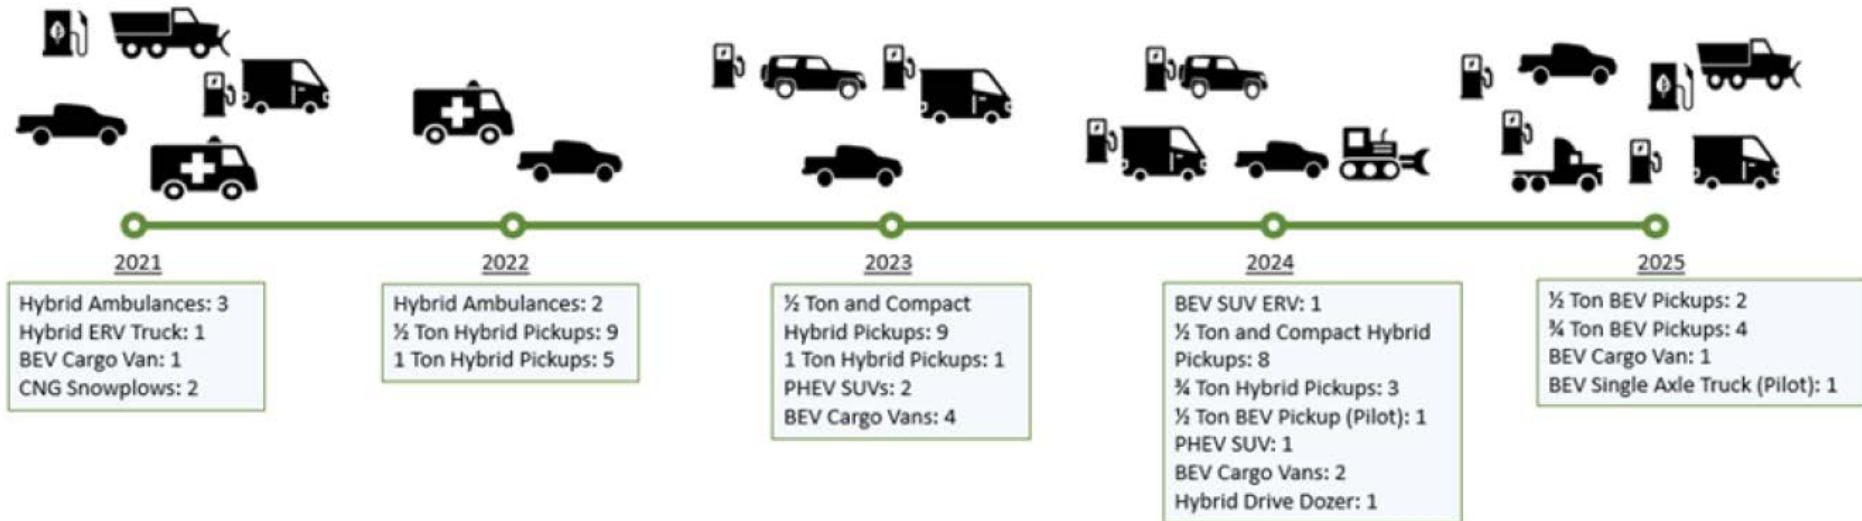 2021
Hybrid Ambulances: 3
Hybrid ERV Truck: 1
BEV Cargo Van: 1
CNG Snowplows: 2
2022
Hybrid Ambulances: 2
½ Ton Hybrid Pickups: 9
1 Ton Hybrid Pickups: 5
2023
½ Ton and Compact
Hybrid Pickups: 9
1 Ton Hybrid Pickups: 1
PHEV SUVs: 2
BEV Cargo Vans: 4
2024
BEV SUV ERV: 1
½ Ton and Compact Hybrid
Pickups: 8
¾ Ton Hybrid Pickups: 3
½ Ton BEV Pickup (Pilot): 1
PHEV SUV: 1
BEV Cargo Vans: 2
Hybrid Drive Dozer: 1
2025
½ Ton BEV Pickups: 2
¾ Ton BEV Pickups: 4
BEV Cargo Van: 1
BEV Single Axle Truck (Pilot): 1